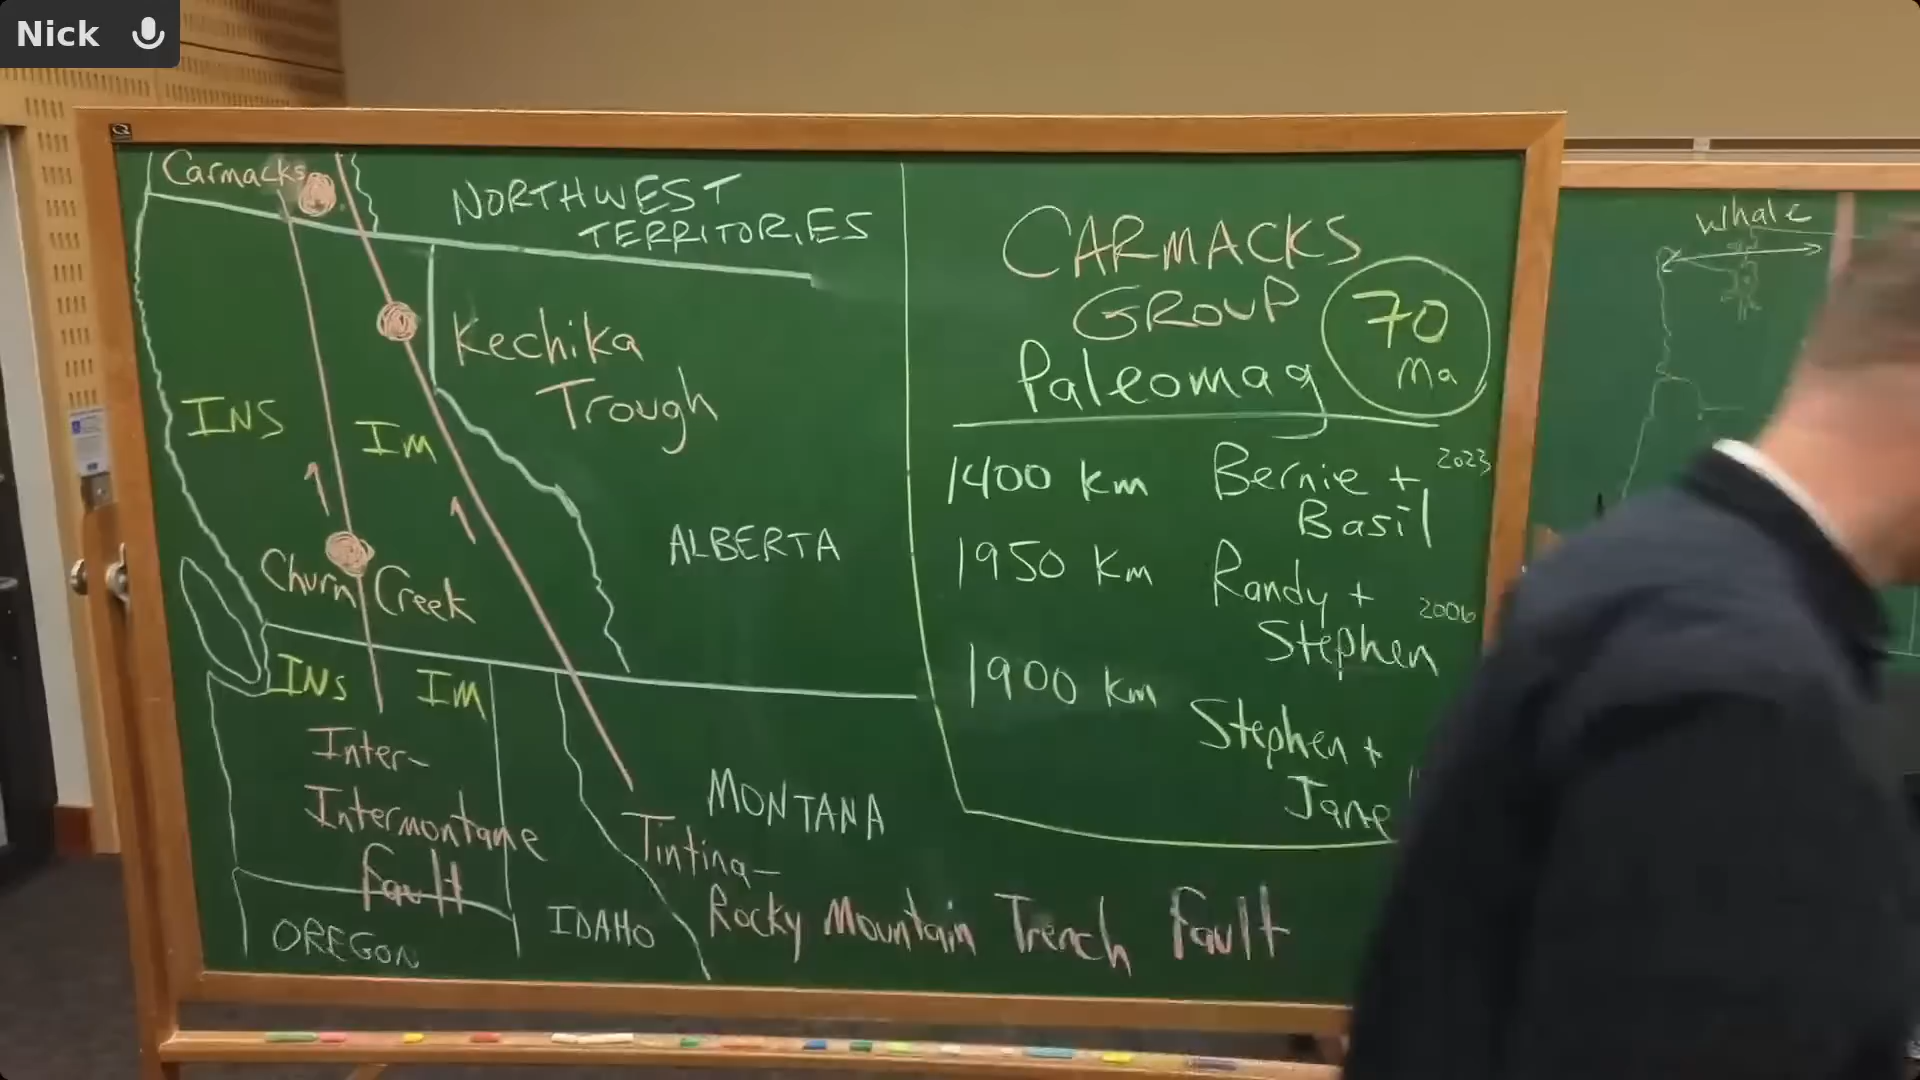 Nick
Carmacks
NORTHWEST
TERRITORIES
Kechika
Trough
INS
Im
ALBERTA
Churn Creek
INs
Im
Inter-
Intermontane
Fault
MONTANA
Tintina-
Rocky Mountain Trench Fault
IDAHO
OREGON
CARMACKS
GROUP
Paleomag
70
Ma
1400 km
Bernie +
2023
Basil
1950 km
Randy +
2006
Stephen
1900 km
Stephen +
Jane
whale